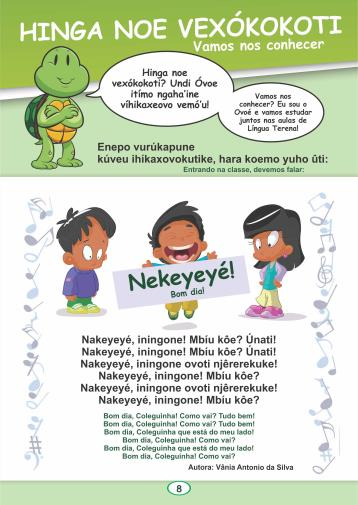 HINGA NOE VEXÓKOKOTI
Vamos nos conhecer
Hinga noe
vexókokoti? Undi Óvoe
itímo ngaha'ine
víhikaxeovo vemó'u!
Vamos nos
conhecer? Eu sou o
Ovoé e vamos estudar
juntos nas aulas de
Língua Terena!
Enepo vurúkapune
kúveu ihikaxovokutike, hara koemo yuho ûti:
Entrando na classe, devemos falar:
Nekeyeyé!
Bom dia!
Nakeyeyé, iningone! Mbíu kôe? Únati!
Nakeyeyé, iningone! Mbíu kôe? Únati!
Nakeyeyé, iningone ovoti njêrerekuke!
Nakeyeyé, iningone! Mbíu kôe?
Nakeyeyé, iningone ovoti njêrerekuke!
Nakeyeyé, iningone! Mbíu kôe?
Bom dia, Coleguinha! Como vai? Tudo bem!
Bom dia, Coleguinha! Como vai? Tudo bem!
Bom dia, Coleguinha que está do meu lado!
Bom dia, Coleguinha! Como vai?
Bom dia, Coleguinha que está do meu lado!
Bom dia, Coleguinha! Como vai?
Autora: Vânia Antonio da Silva
8